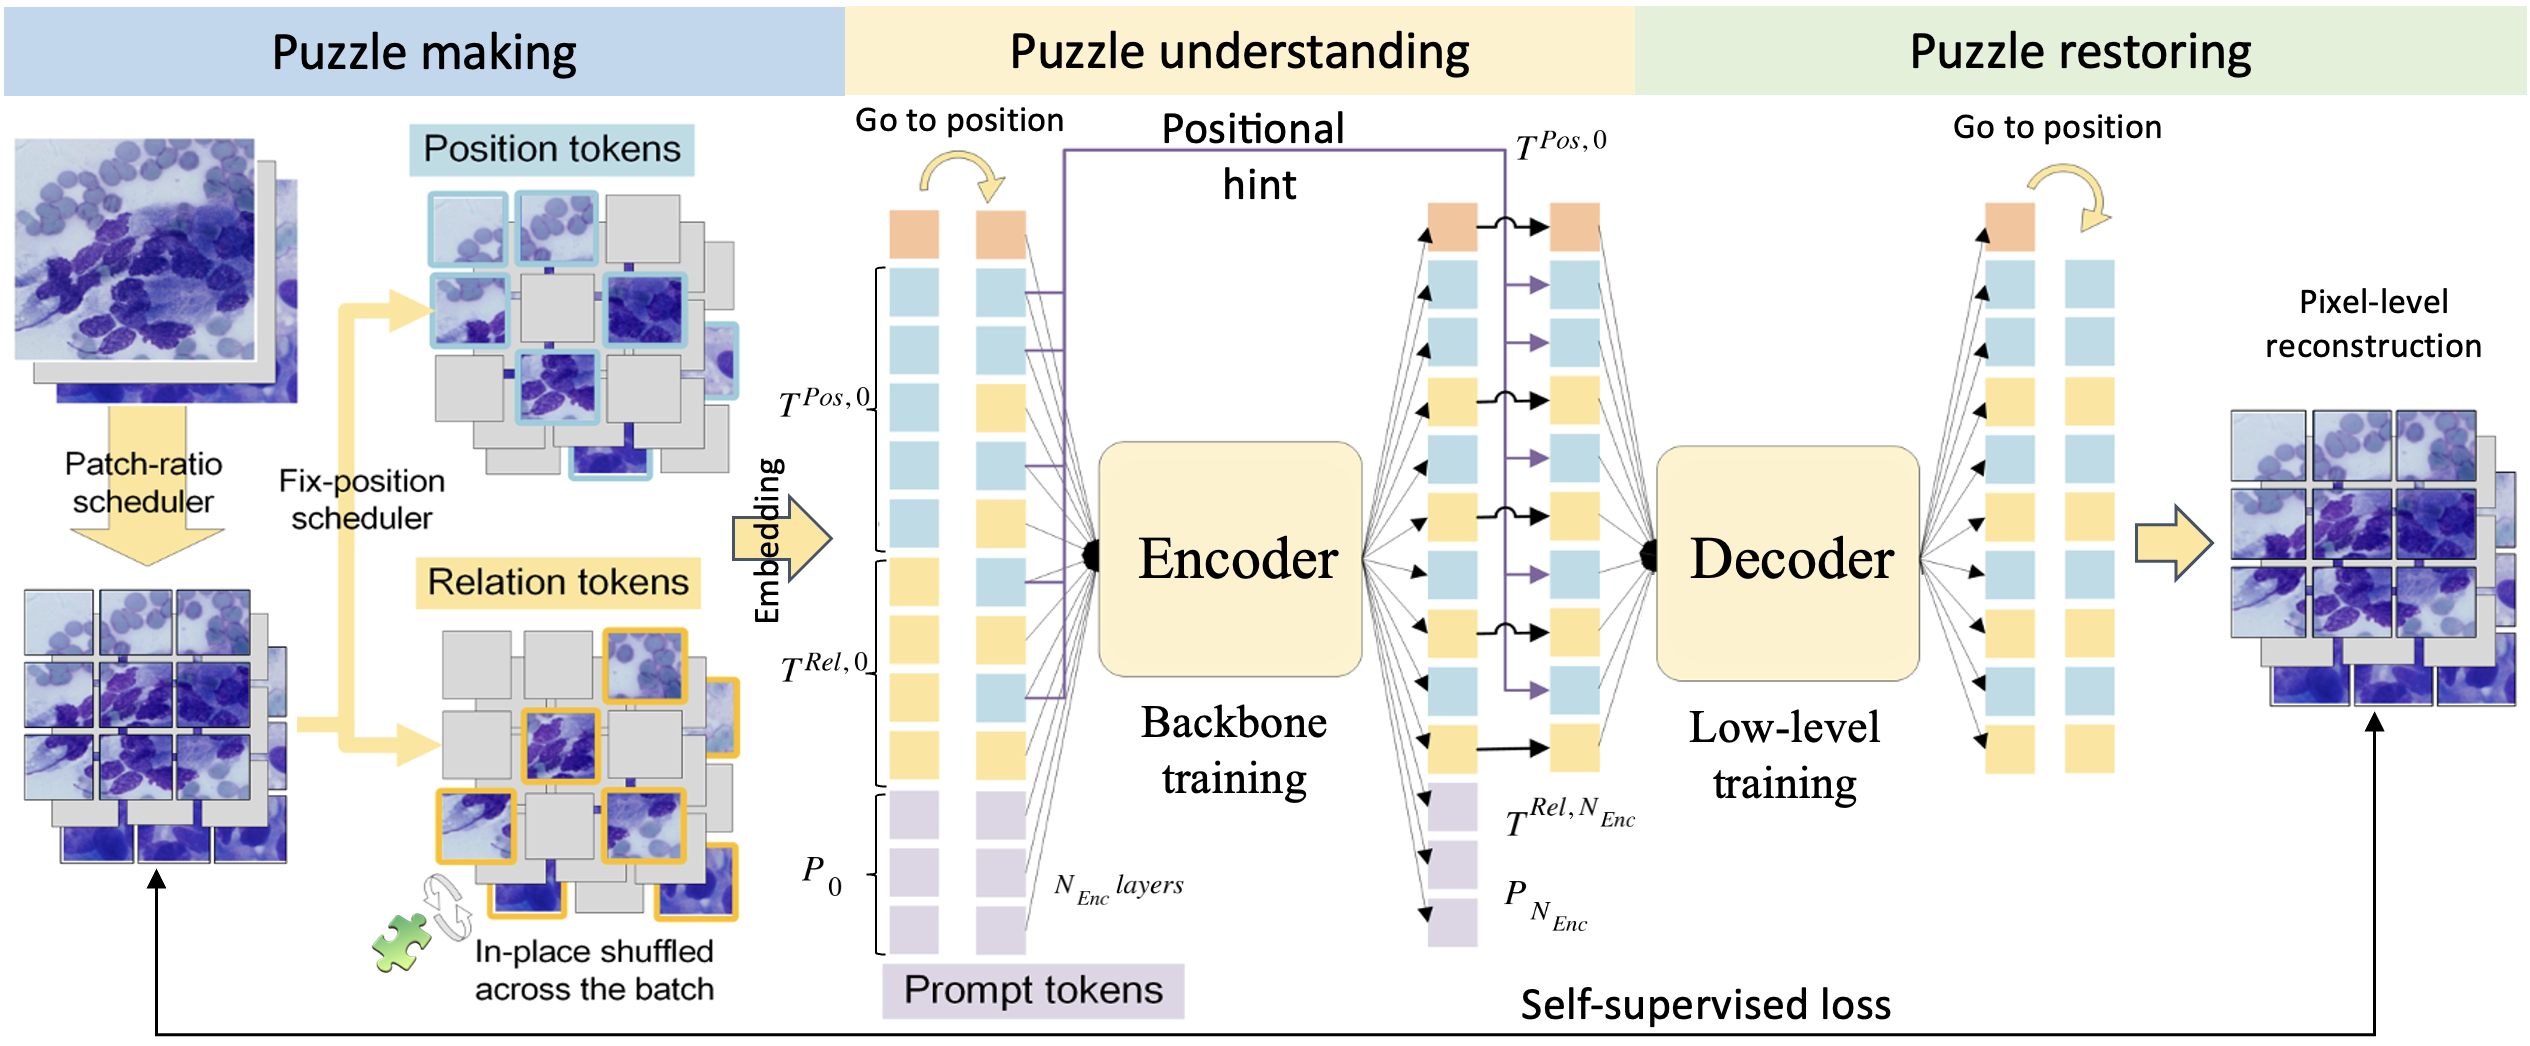 Puzzle making
Puzzle understanding
Puzzle restoring
Position tokens
Patch-ratio
scheduler
Fix-position
scheduler
Relation tokens
In-place shuffled
across the batch
Embedding
Go to position
T^{Pos,0}
T^{Rel,0}
P_0
Prompt tokens
Positional
hint
N_{Enc} layers
Encoder
Backbone
training
T^{Pos,0}
T^{Rel,N_{Enc}}
P_{N_{Enc}}
Decoder
Low-level
training
Go to position
Pixel-level
reconstruction
Self-supervised loss